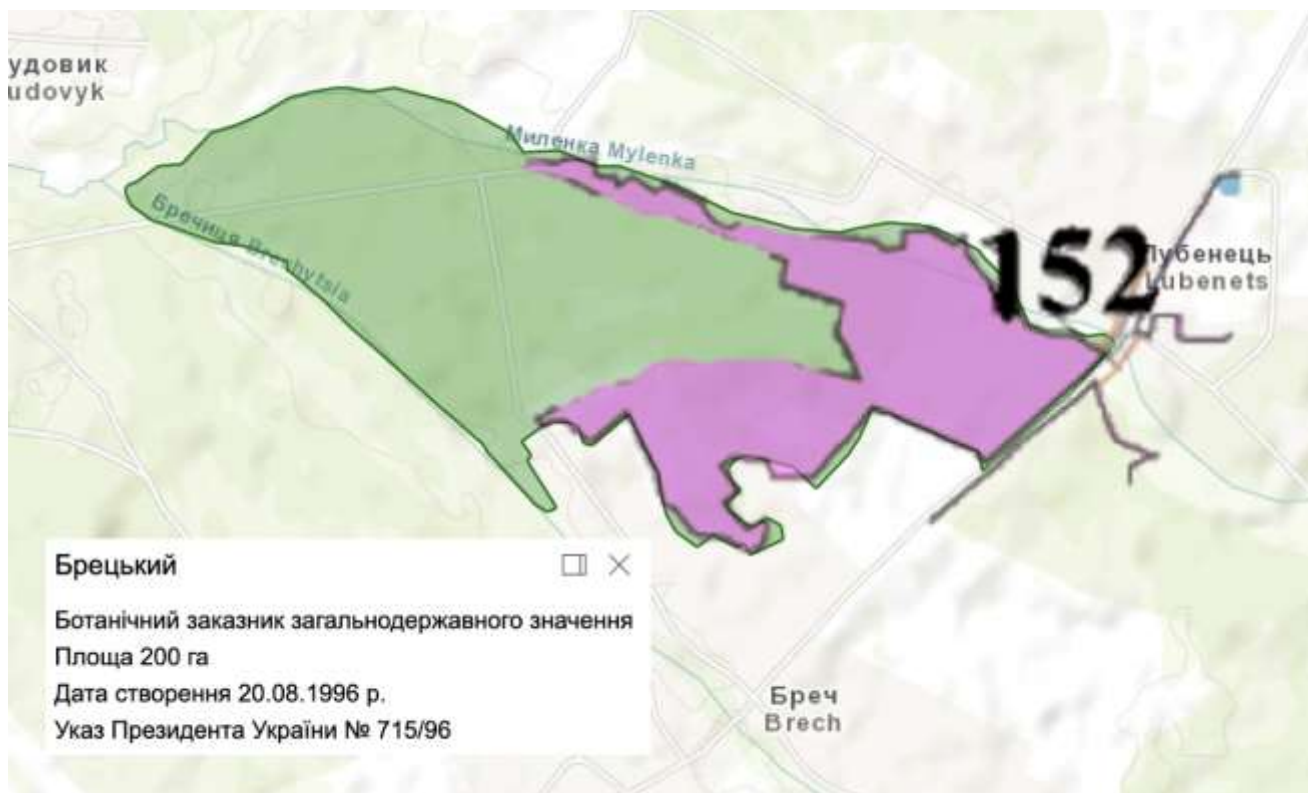 удовик
udovyk
Миленка Mylenka
Бречиця Brechytsia
152
Лубенець
Lubenets
Брецький
Ботанічний заказник загальнодержавного значення
Площа 200 га
Дата створення 20.08.1996 р.
Указ Президента України № 715/96
Бреч
Brech